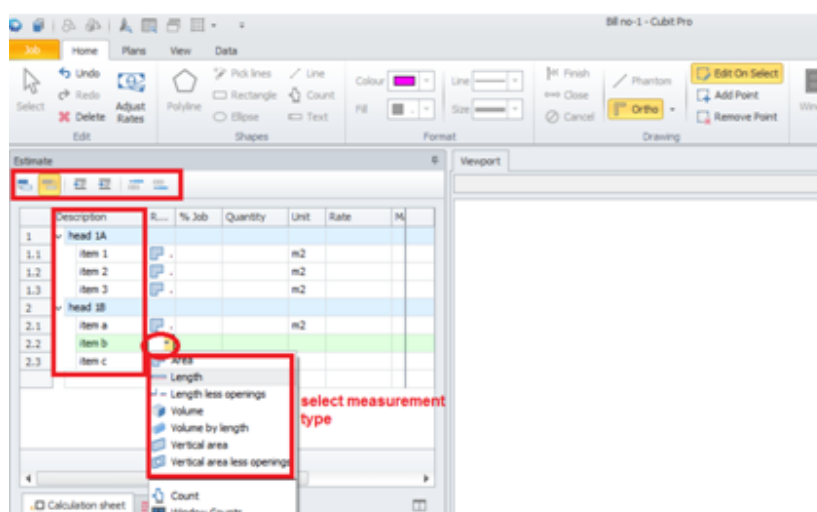 Bill no-1 - Cubit Pro
Job Home Plans View Data
Select
Undo
Redo
Delete
Adjust Rates
Edit
Polyline
Pick lines
Rectangle
Ellipse
Line
Count
Text
Shapes
Colour
Fill
Line
Size
Format
Finish
Close
Cancel
Phantom
Ortho
Edit On Select
Add Point
Remove Point
Drawing
Estimate
Viewport
Description R... % Job Quantity Unit Rate
1 head 1A
1.1 item 1 m2
1.2 item 2 m2
1.3 item 3 m2
2 head 1B
2.1 item a m2
2.2 item b
2.3 item c
Area
Length
Length less openings
Volume
Volume by length
Vertical area
Vertical area less openings
Count
Window Counts
select measurement
type
Calculation sheet